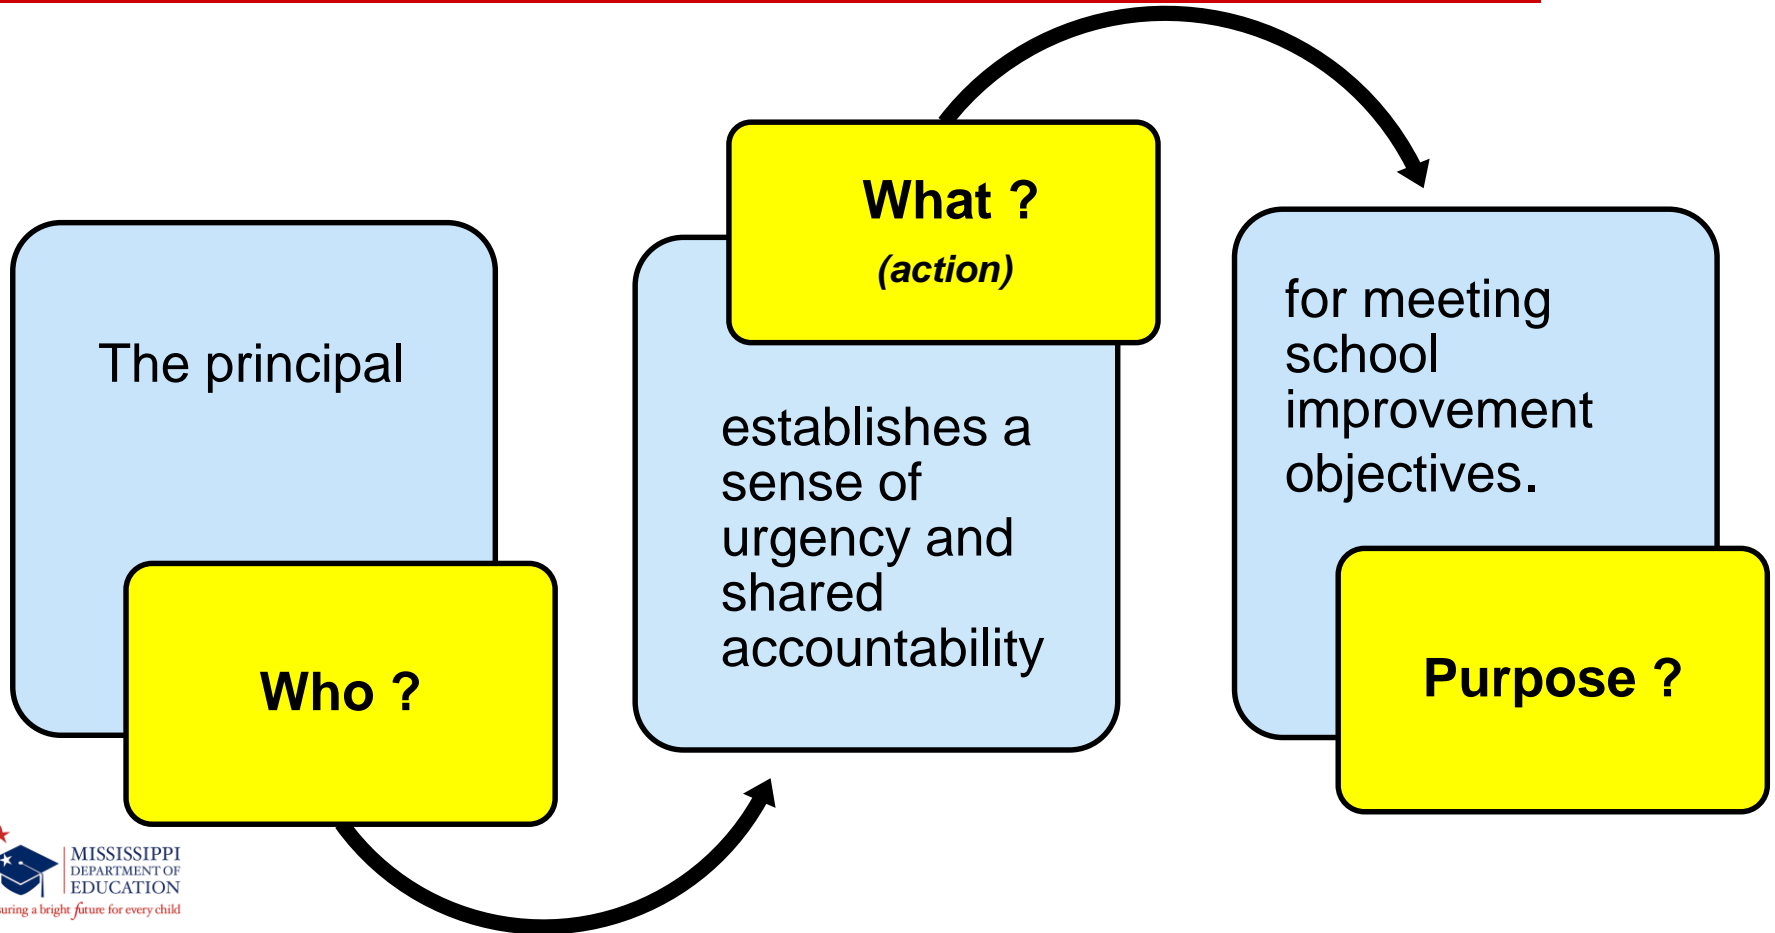 The principal
Who ?
What ?
(action)
establishes a
sense of
urgency and
shared
accountability
for meeting
school
improvement
objectives.
Purpose ?
MISSISSIPPI
DEPARTMENT OF
EDUCATION
suring a bright future for every child